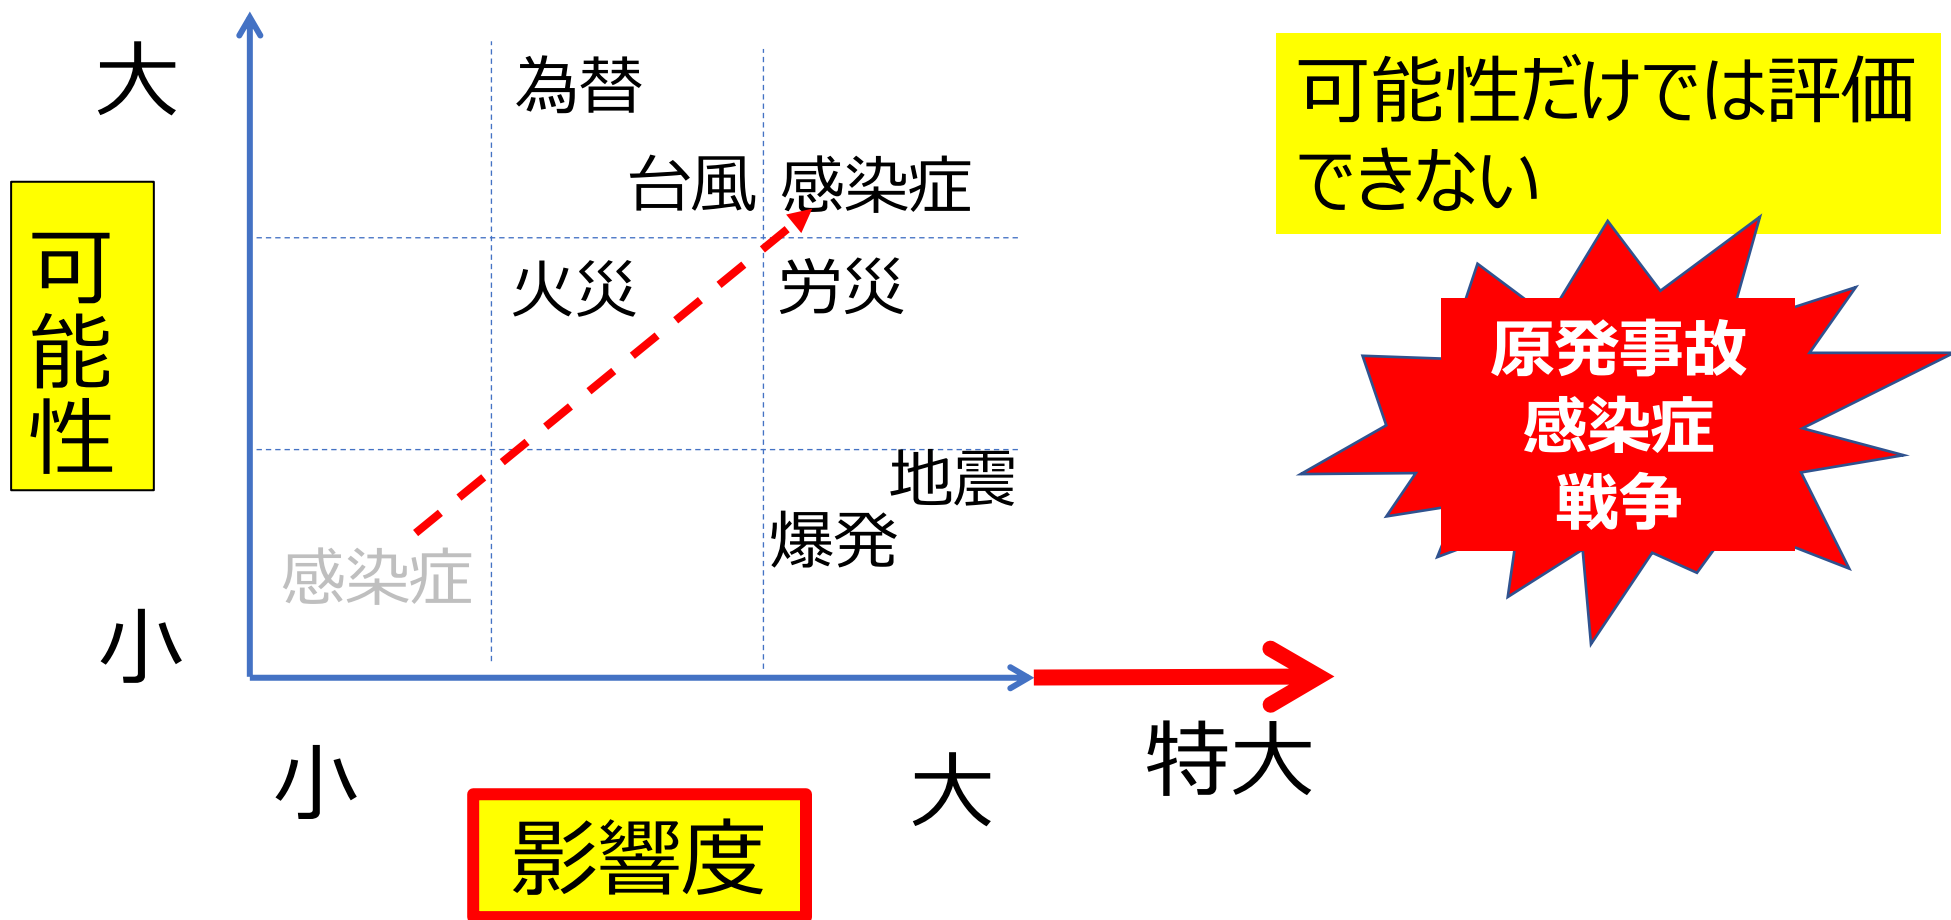 大
為替
台風
感染症
可能性だけでは評価
できない
可能性
火災
労災
原発事故
感染症
戦争
地震
爆発
感染症
小
小
大
特大
影響度